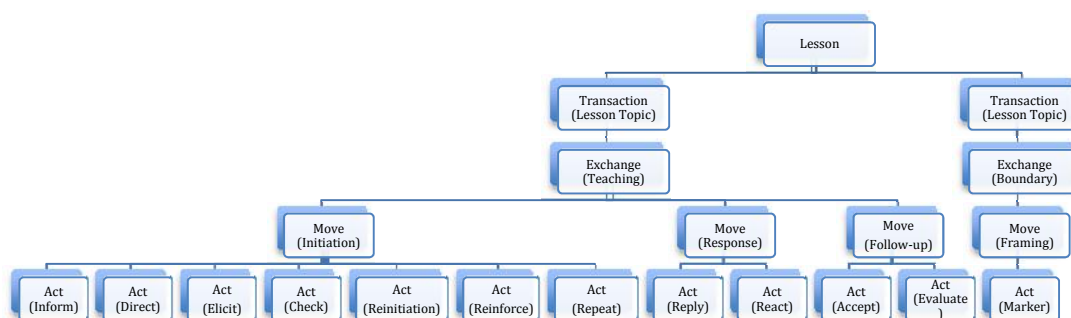 Lesson
Transaction
(Lesson Topic)
Transaction
(Lesson Topic)
Exchange
(Teaching)
Exchange
(Boundary)
Move
(Initiation)
Move
(Response)
Move
(Follow-up)
Move
(Framing)
Act
(Inform)
Act
(Direct)
Act
(Elicit)
Act
(Check)
Act
(Reinitiation)
Act
(Reinforce)
Act
(Repeat)
Act
(Reply)
Act
(React)
Act
(Accept)
Act
(Evaluate
)
Act
(Marker)